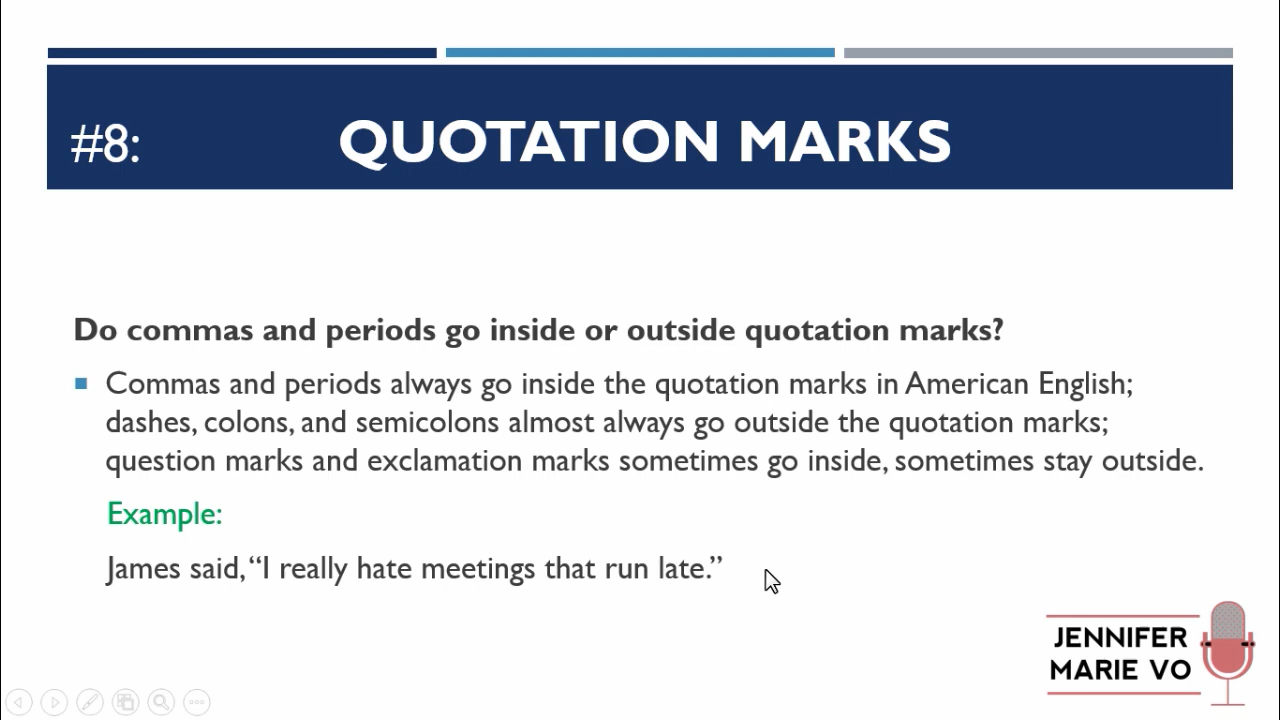 #8: QUOTATION MARKS
Do commas and periods go inside or outside quotation marks?
Commas and periods always go inside the quotation marks in American English;
dashes, colons, and semicolons almost always go outside the quotation marks;
question marks and exclamation marks sometimes go inside, sometimes stay outside.
Example:
James said, “I really hate meetings that run late.”
JENNIFER
MARIE VO